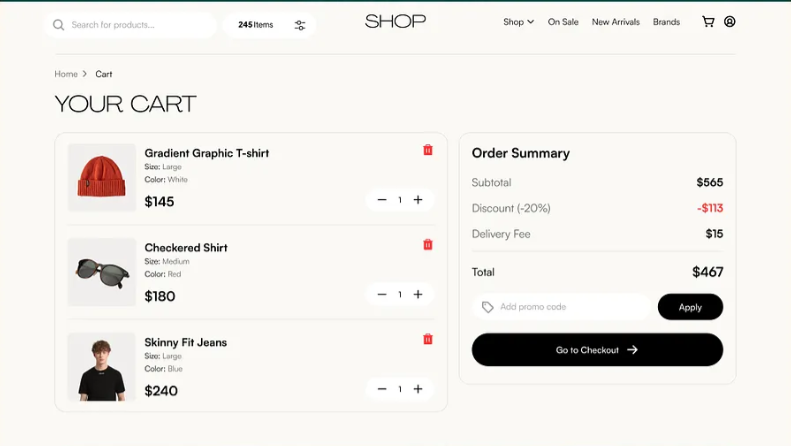 Search for products...
245 Items
SHOP
Shop
On Sale
New Arrivals
Brands
Home > Cart
YOUR CART
Gradient Graphic T-shirt
Size: Large
Color: White
$145
− 1 +
Checkered Shirt
Size: Medium
Color: Red
$180
− 1 +
Skinny Fit Jeans
Size: Large
Color: Blue
$240
− 1 +
Order Summary
Subtotal $565
Discount (-20%) -$113
Delivery Fee $15
Total $467
Add promo code
Apply
Go to Checkout →